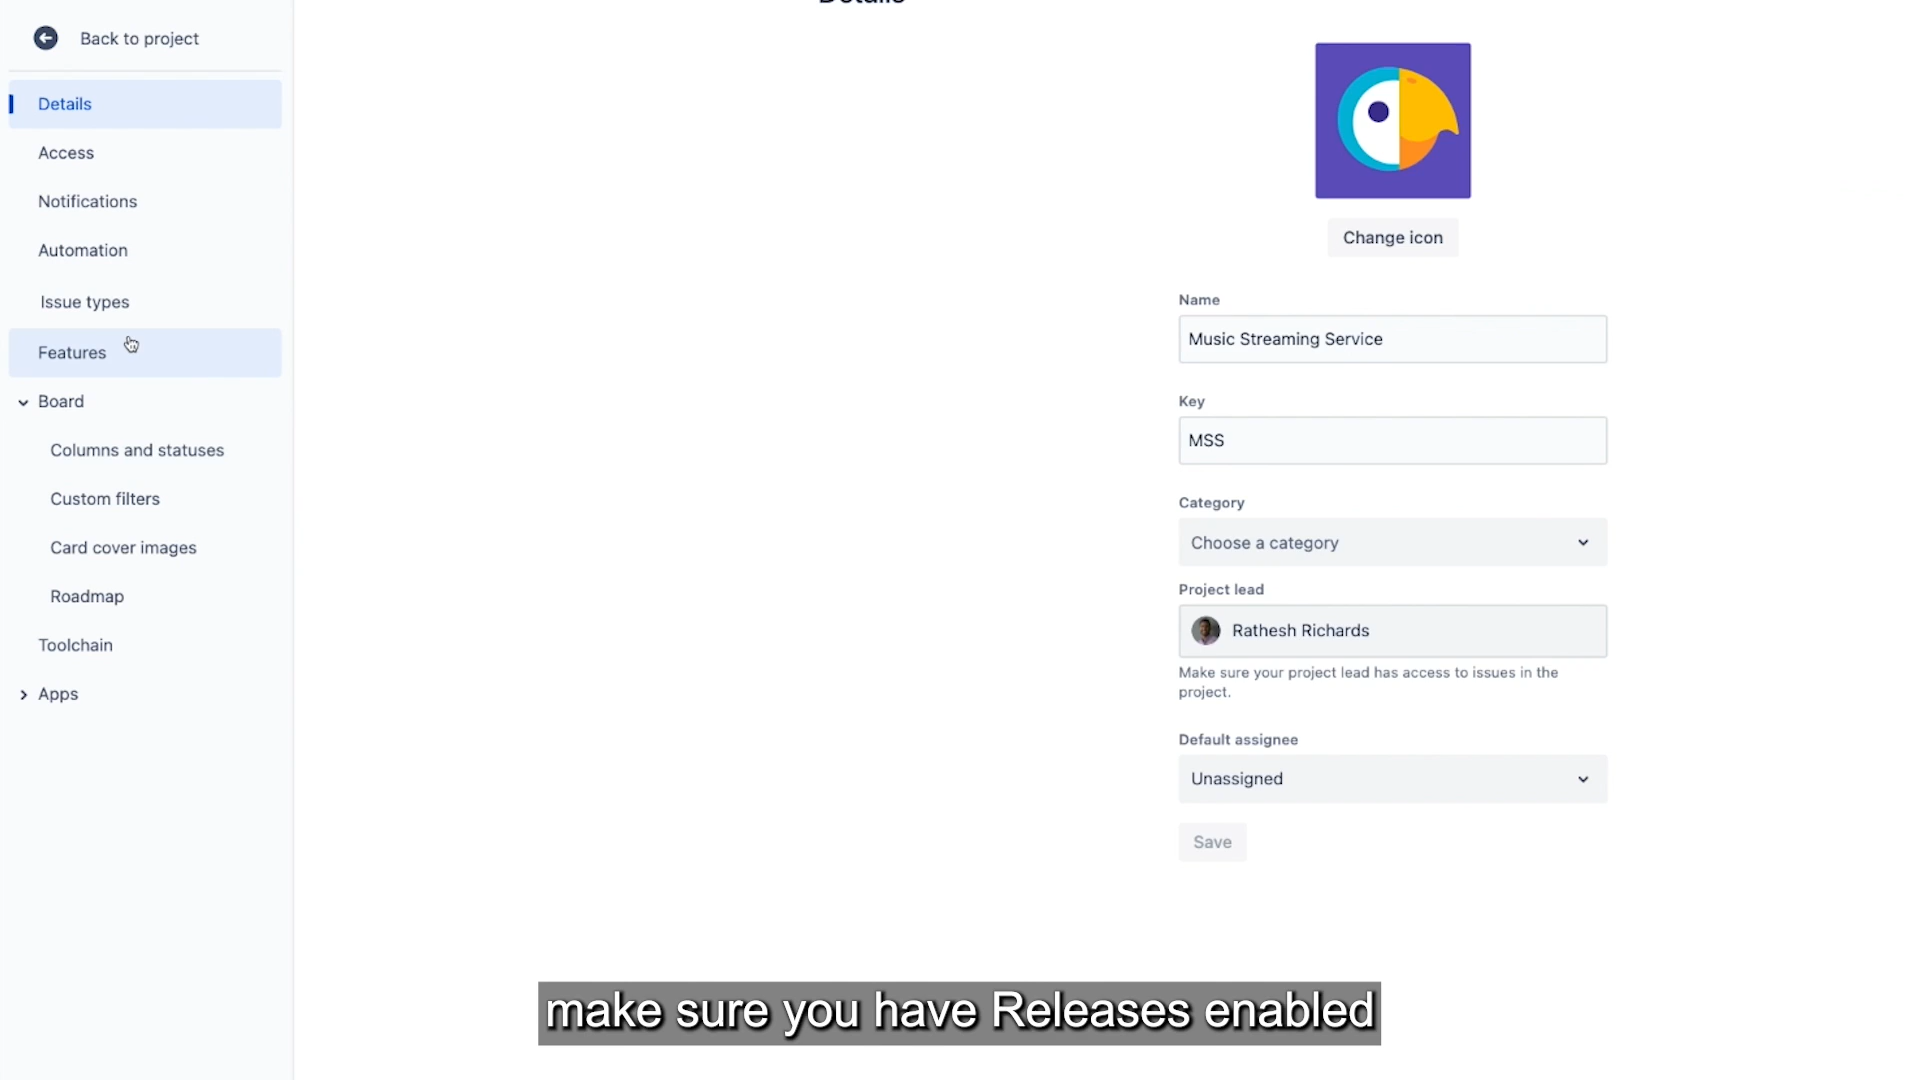 Details
Back to project
Details
Access
Notifications
Automation
Issue types
Features
Board
Columns and statuses
Custom filters
Card cover images
Roadmap
Toolchain
Apps
Change icon
Name
Music Streaming Service
Key
MSS
Category
Choose a category
Project lead
Rathesh Richards
Make sure your project lead has access to issues in the
project.
Default assignee
Unassigned
Save
make sure you have Releases enabled